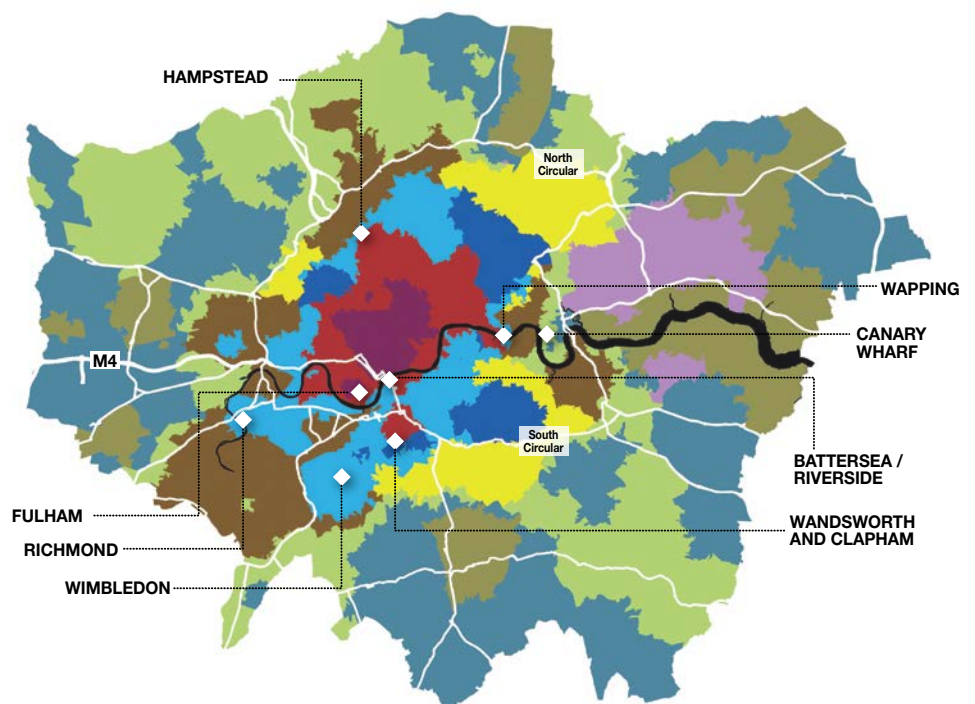 HAMPSTEAD
North
Circular
WAPPING
CANARY
WHARF
M4
South
Circular
BATTERSEA /
RIVERSIDE
FULHAM
WANDSWORTH
AND CLAPHAM
RICHMOND
WIMBLEDON